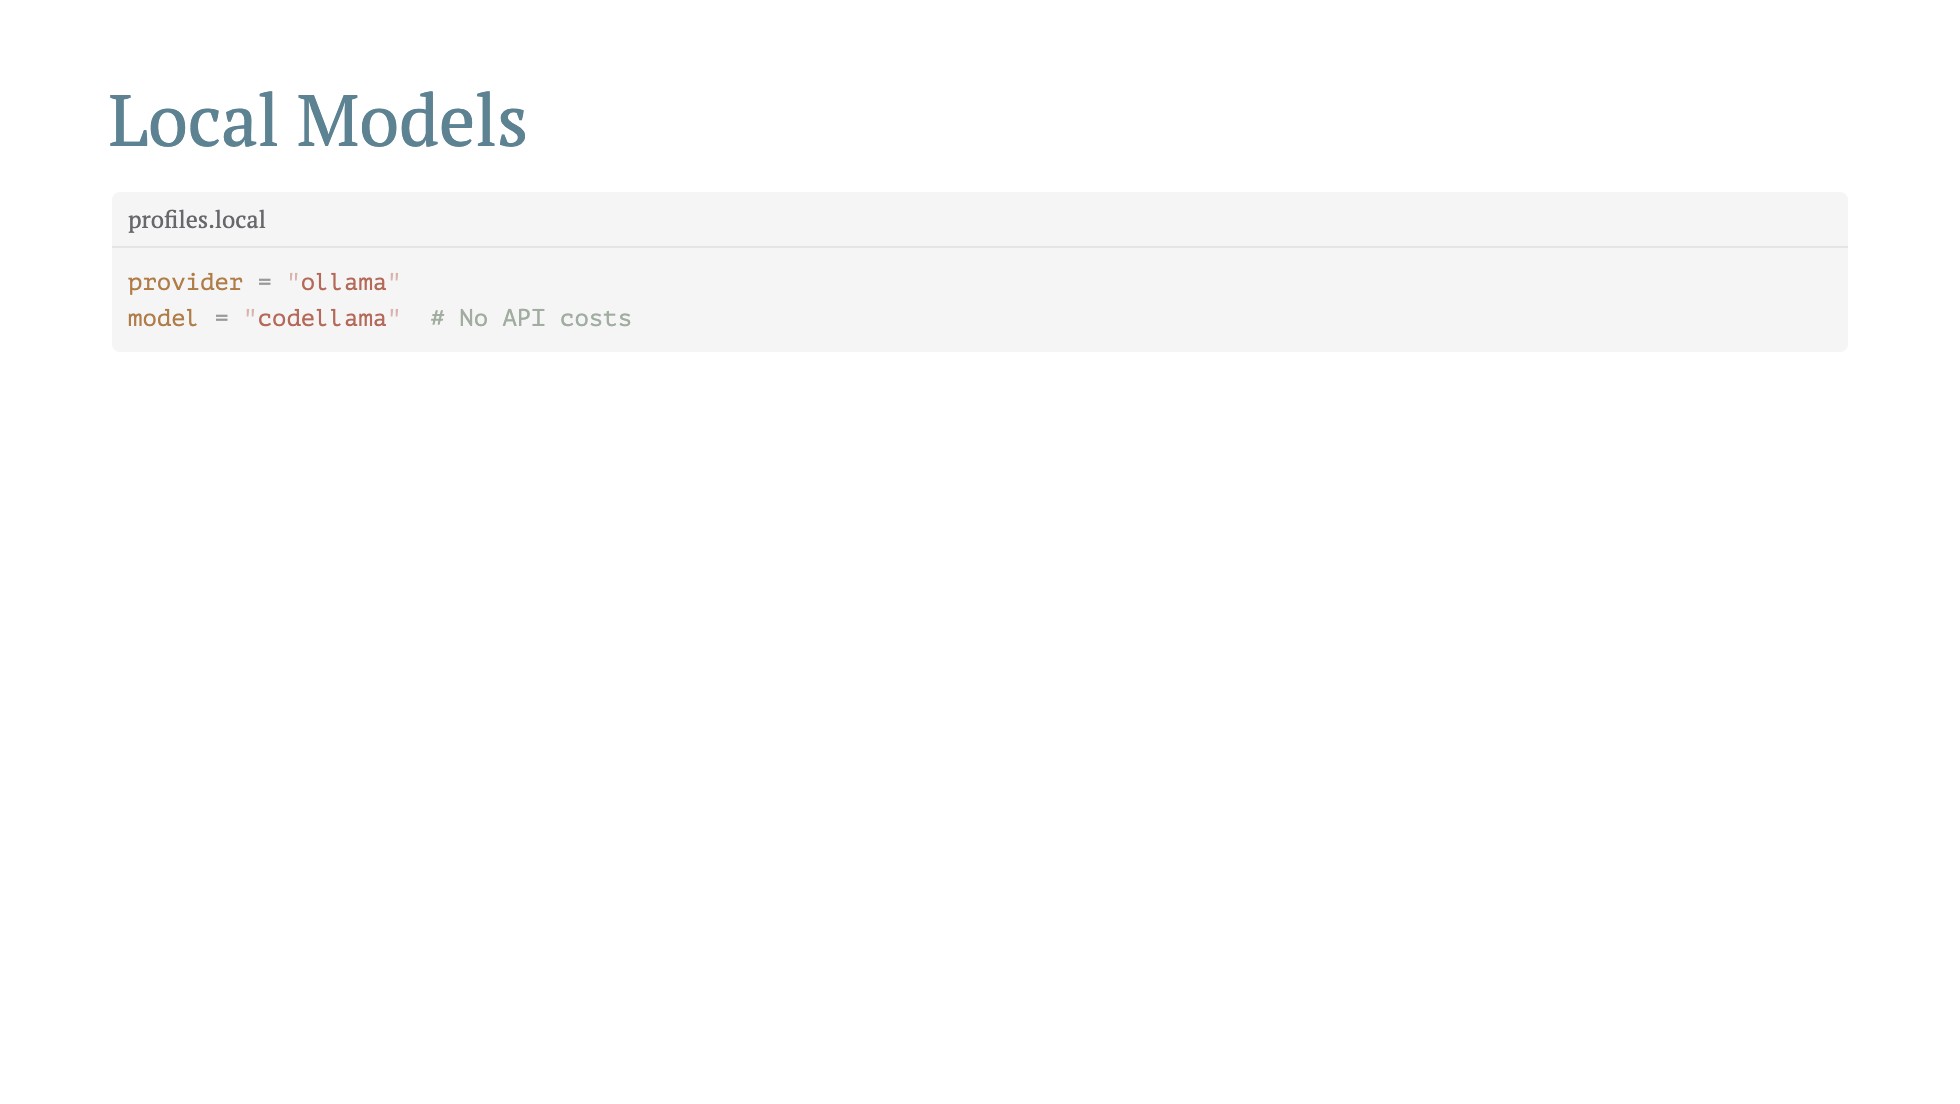 Local Models
profiles.local
provider = "ollama"
model = "codellama"  # No API costs